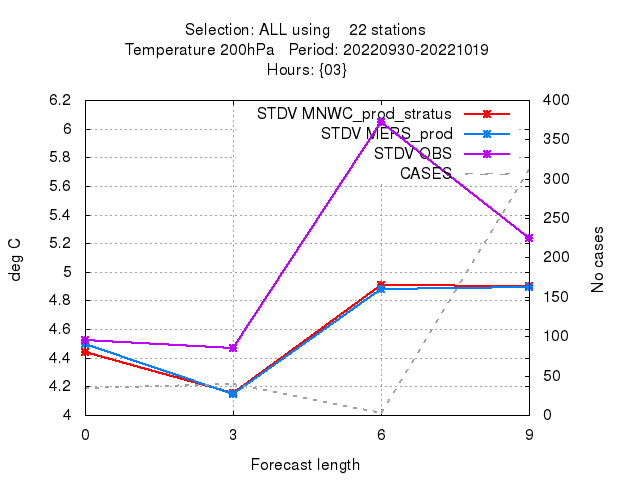 Selection: ALL using 22 stations
Temperature 200hPa Period: 20220930-20221019
Hours: {03}
STDV MNWC_prod_stratus
STDV MEPS_prod
STDV OBS
CASES
6.2
6
5.8
5.6
5.4
5.2
5
4.8
4.6
4.4
4.2
4
400
350
300
250
200
150
100
50
0
deg C
No cases
0
3
6
9
Forecast length